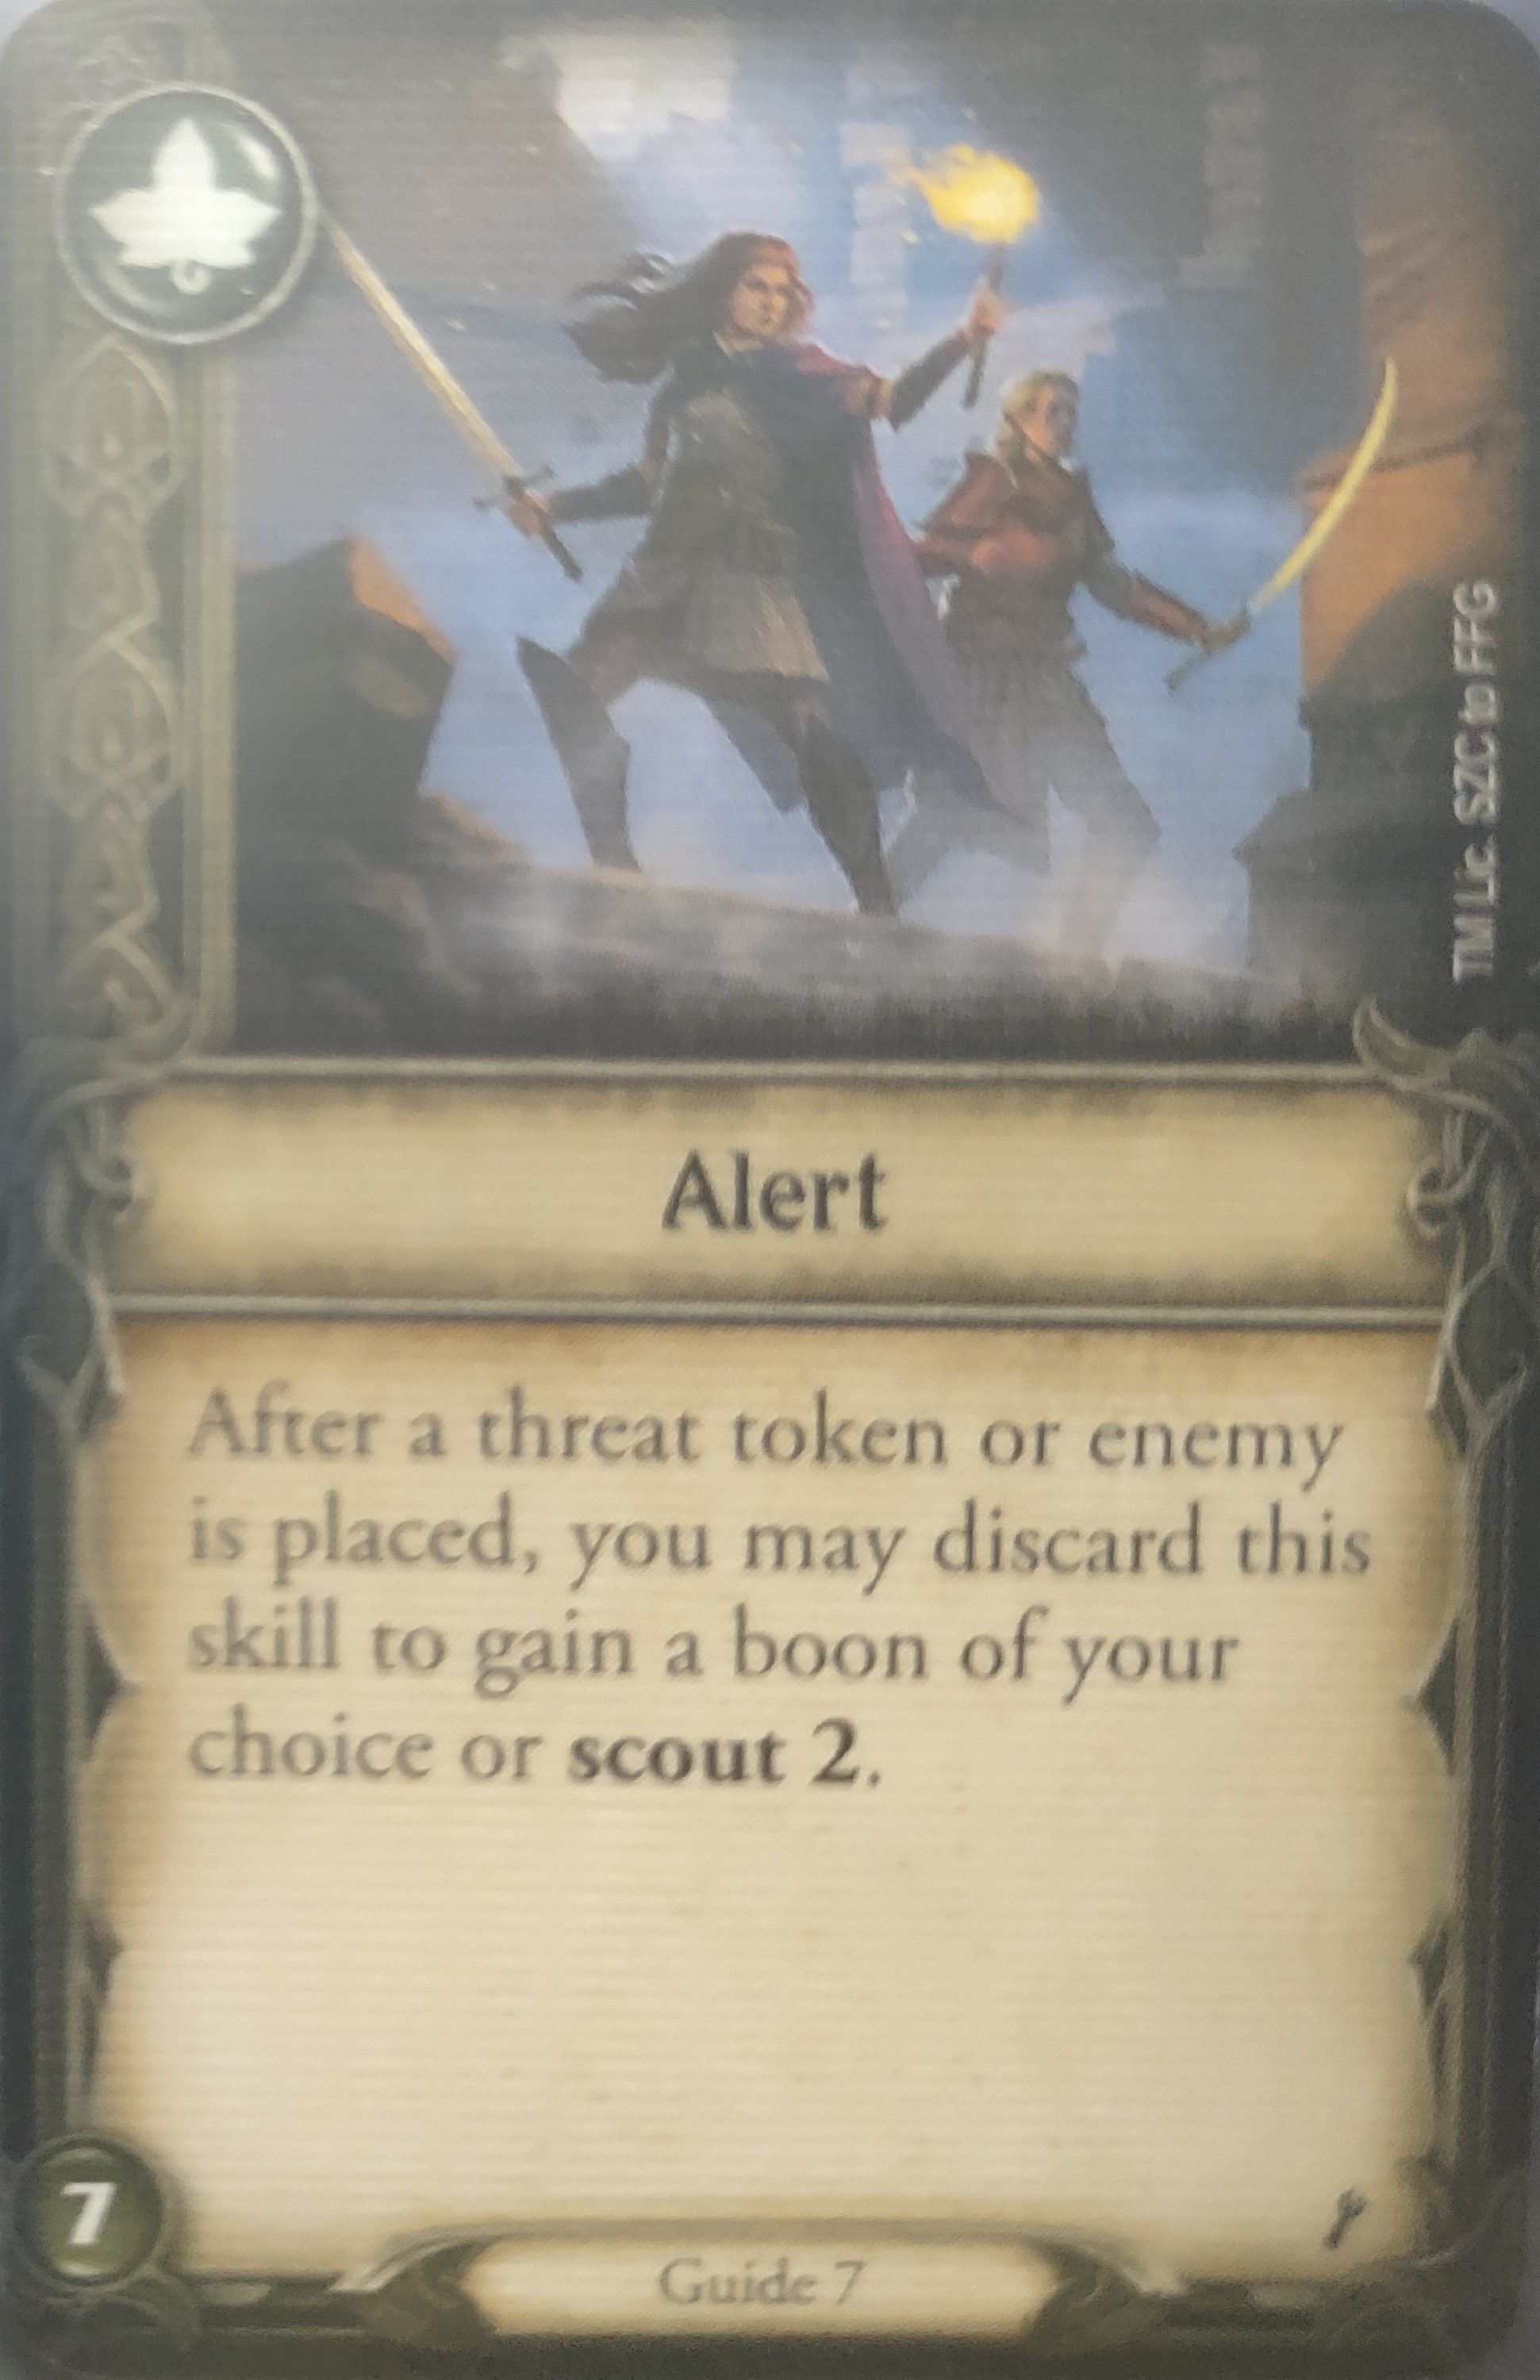 TM Lic. SZC to FFG
Alert
After a threat token or enemy
is placed, you may discard this
skill to gain a boon of your
choice or scout 2.
7
Guide 7